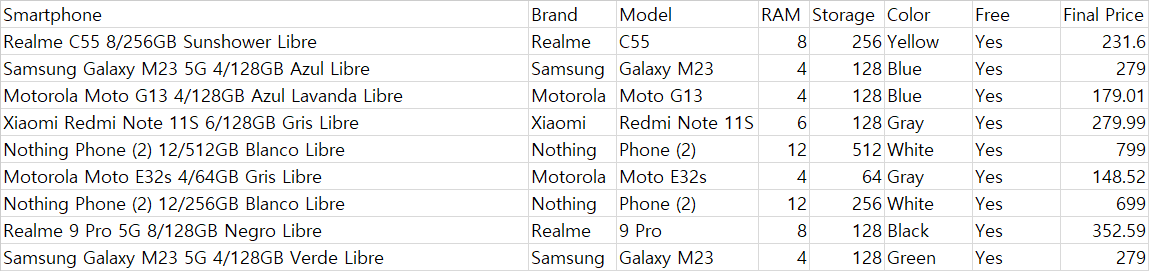 Smartphone Brand Model RAM Storage Color Free Final Price
Realme C55 8/256GB Sunshower Libre Realme C55 8 256 Yellow Yes 231.6
Samsung Galaxy M23 5G 4/128GB Azul Libre Samsung Galaxy M23 4 128 Blue Yes 279
Motorola Moto G13 4/128GB Azul Lavanda Libre Motorola Moto G13 4 128 Blue Yes 179.01
Xiaomi Redmi Note 11S 6/128GB Gris Libre Xiaomi Redmi Note 11S 6 128 Gray Yes 279.99
Nothing Phone (2) 12/512GB Blanco Libre Nothing Phone (2) 12 512 White Yes 799
Motorola Moto E32s 4/64GB Gris Libre Motorola Moto E32s 4 64 Gray Yes 148.52
Nothing Phone (2) 12/256GB Blanco Libre Nothing Phone (2) 12 256 White Yes 699
Realme 9 Pro 5G 8/128GB Negro Libre Realme 9 Pro 8 128 Black Yes 352.59
Samsung Galaxy M23 5G 4/128GB Verde Libre Samsung Galaxy M23 4 128 Green Yes 279